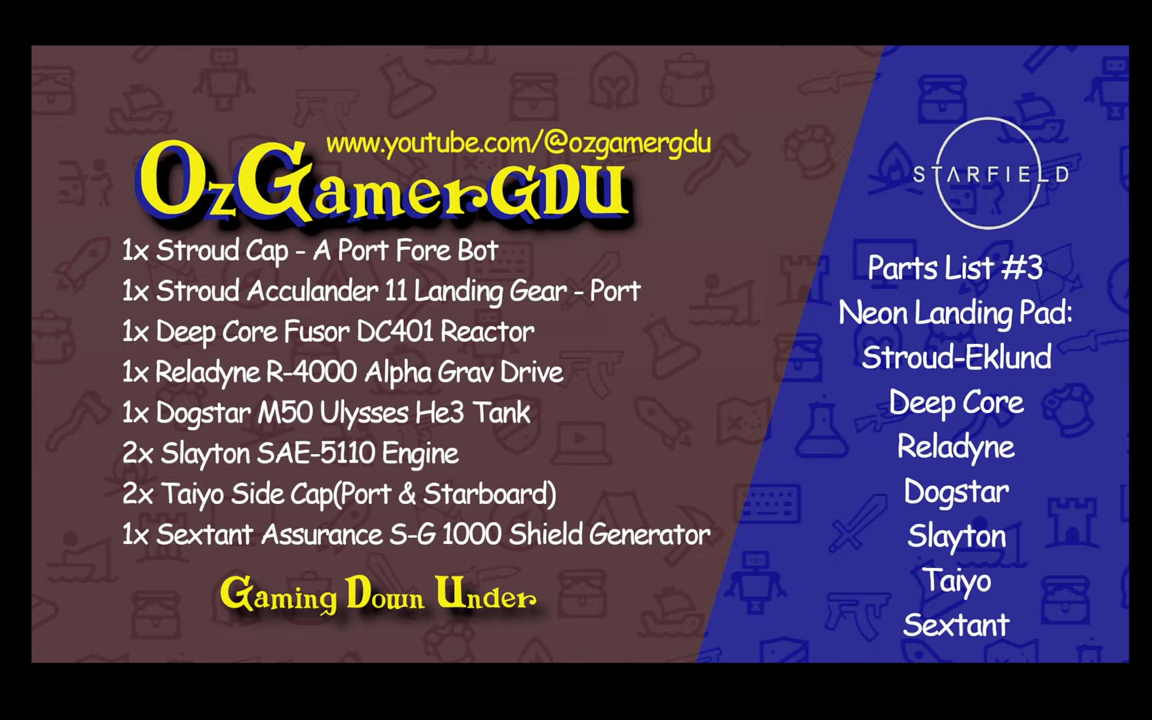 www.youtube.com/@ozgamergdu
OzGamerGDU
1x Stroud Cap - A Port Fore Bot
1x Stroud Acculander 11 Landing Gear - Port
1x Deep Core Fusor DC401 Reactor
1x Reladyne R-4000 Alpha Grav Drive
1x Dogstar M50 Ulysses He3 Tank
2x Slayton SAE-5110 Engine
2x Taiyo Side Cap(Port & Starboard)
1x Sextant Assurance S-G 1000 Shield Generator
Gaming Down Under
STARFIELD
Parts List #3
Neon Landing Pad:
Stroud-Eklund
Deep Core
Reladyne
Dogstar
Slayton
Taiyo
Sextant